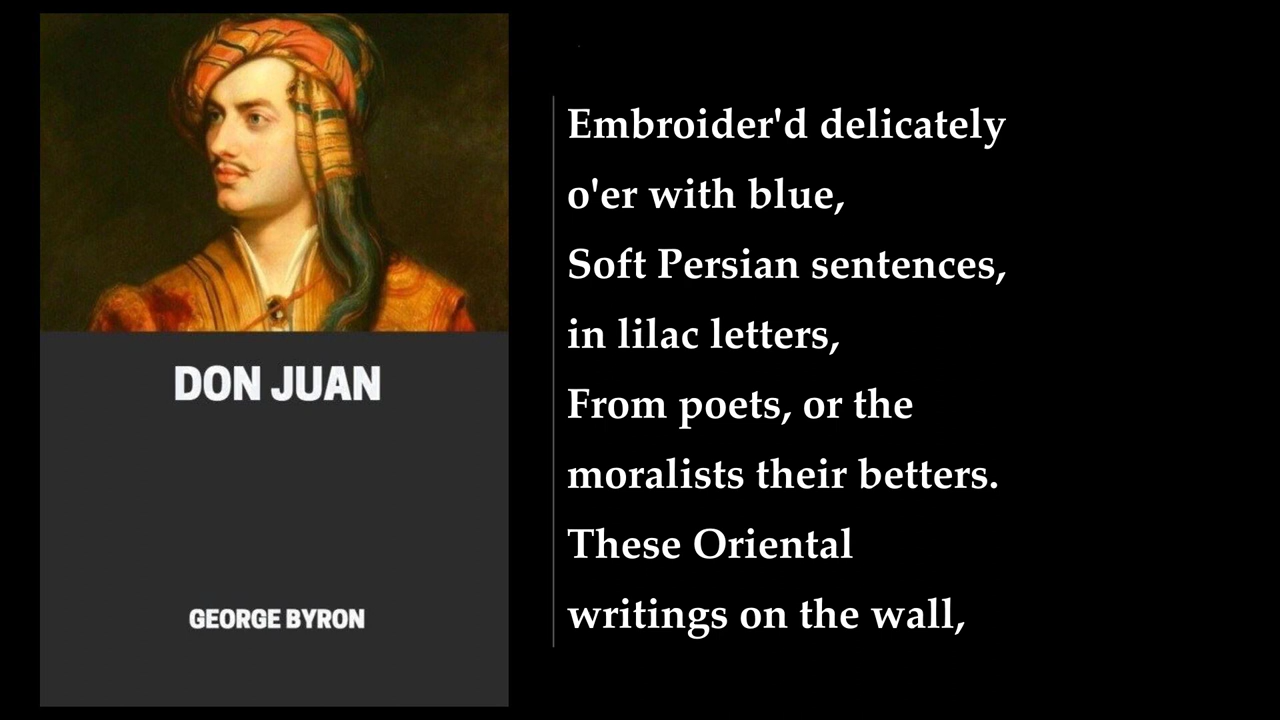 DON JUAN
GEORGE BYRON
Embroider'd delicately
o'er with blue,
Soft Persian sentences,
in lilac letters,
From poets, or the
moralists their betters.
These Oriental
writings on the wall,